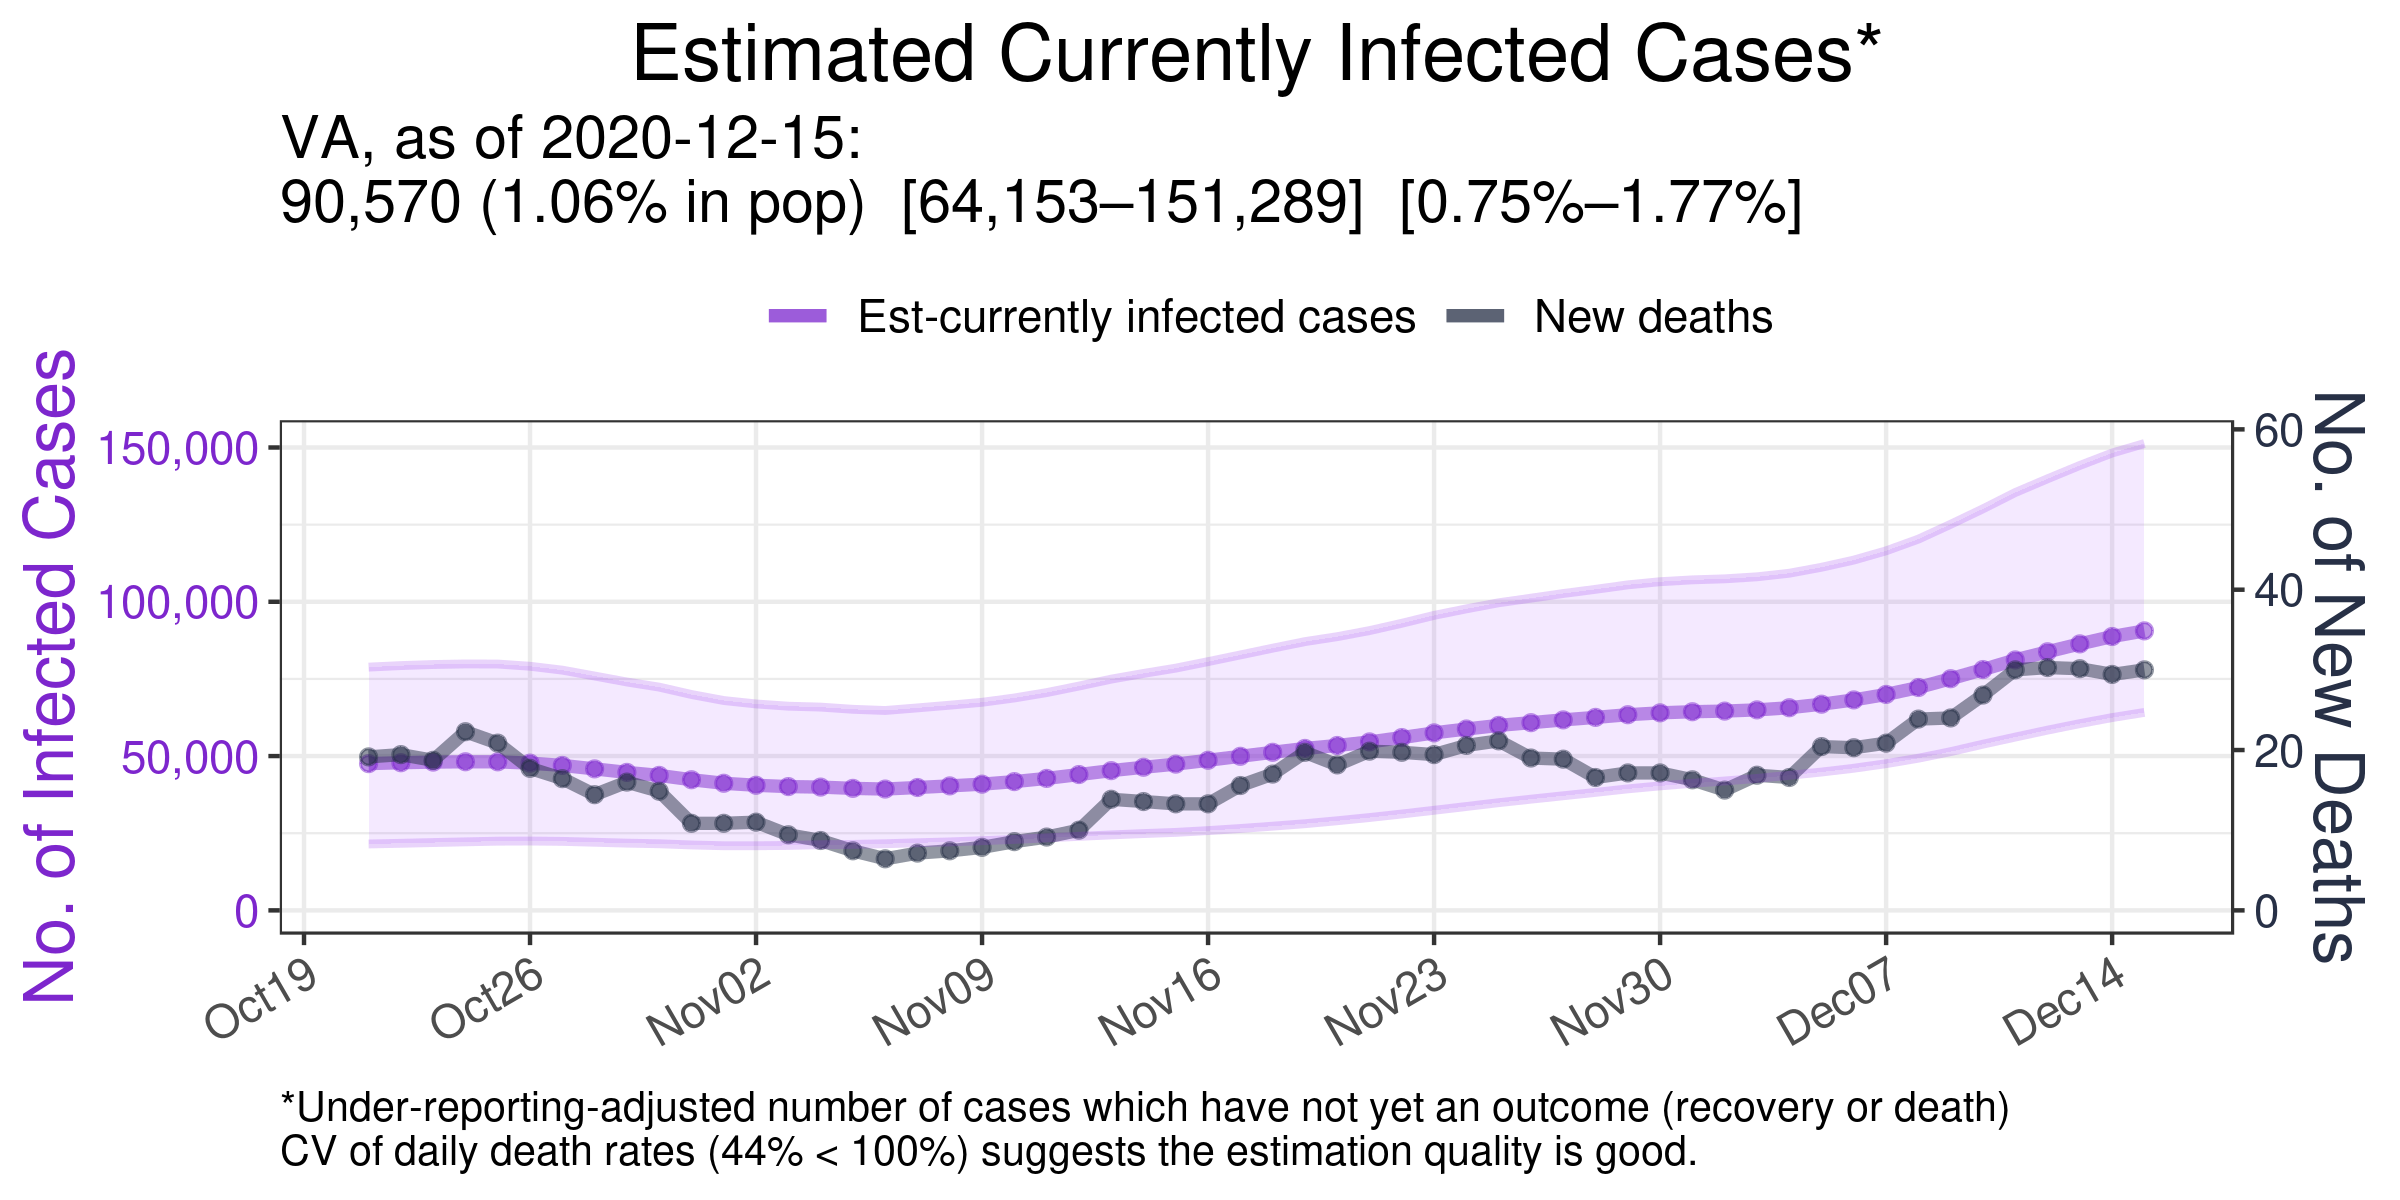 Estimated Currently Infected Cases*
VA, as of 2020-12-15:
90,570 (1.06% in pop)  [64,153–151,289]  [0.75%–1.77%]
Est-currently infected cases
New deaths
No. of Infected Cases
150,000
100,000
50,000
0
60
40
20
0
No. of New Deaths
Oct19
Oct26
Nov02
Nov09
Nov16
Nov23
Nov30
Dec07
Dec14
*Under-reporting-adjusted number of cases which have not yet an outcome (recovery or death)
CV of daily death rates (44% < 100%) suggests the estimation quality is good.